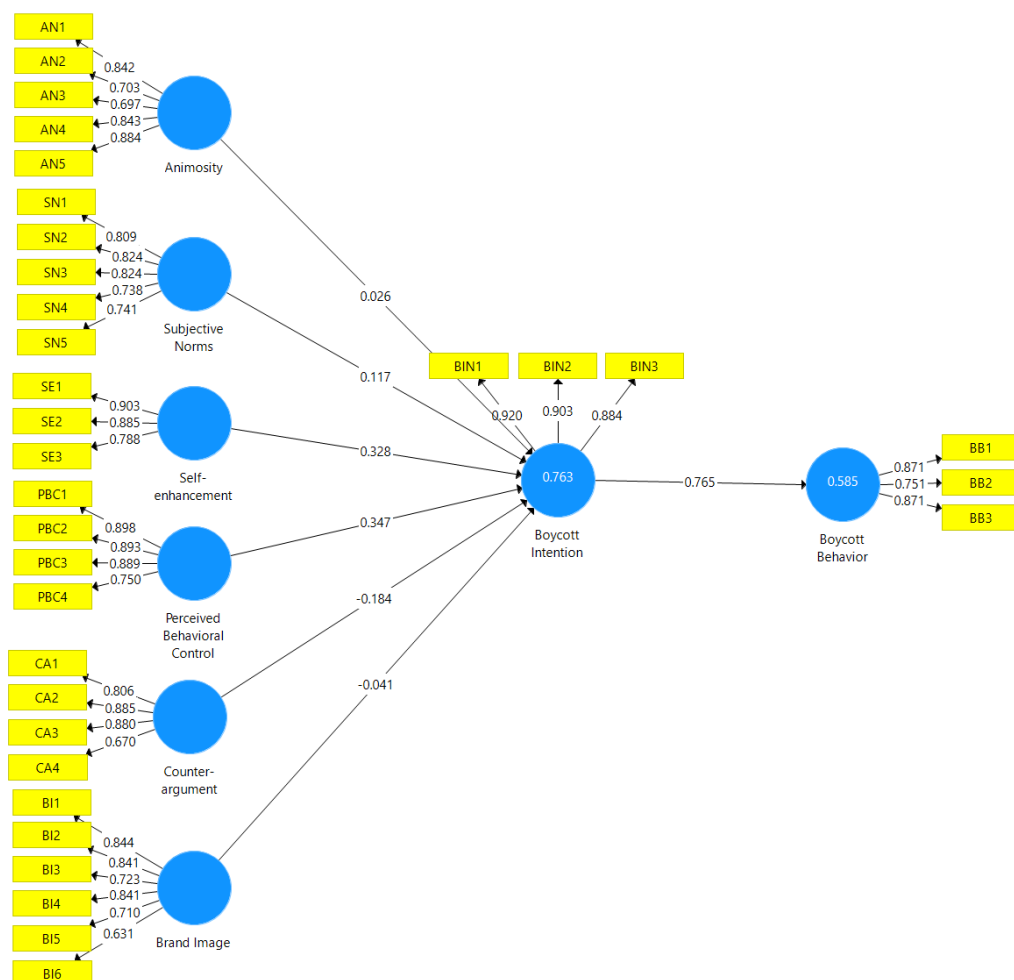 AN1
AN2
AN3
AN4
AN5
0.842
0.703
0.697
0.843
0.884
Animosity
SN1
SN2
SN3
SN4
SN5
0.809
0.824
0.824
0.738
0.741
Subjective
Norms
SE1
SE2
SE3
0.903
0.885
0.788
Self-
enhancement
PBC1
PBC2
PBC3
PBC4
0.898
0.893
0.889
0.750
Perceived
Behavioral
Control
CA1
CA2
CA3
CA4
0.806
0.885
0.880
0.670
Counter-
argument
BI1
BI2
BI3
BI4
BI5
BI6
0.844
0.841
0.723
0.841
0.710
0.631
Brand Image
0.026
0.117
0.328
0.347
-0.184
-0.041
BIN1
BIN2
BIN3
0.920
0.903
0.884
0.763
Boycott
Intention
0.765
0.585
Boycott
Behavior
0.871
0.751
0.871
BB1
BB2
BB3